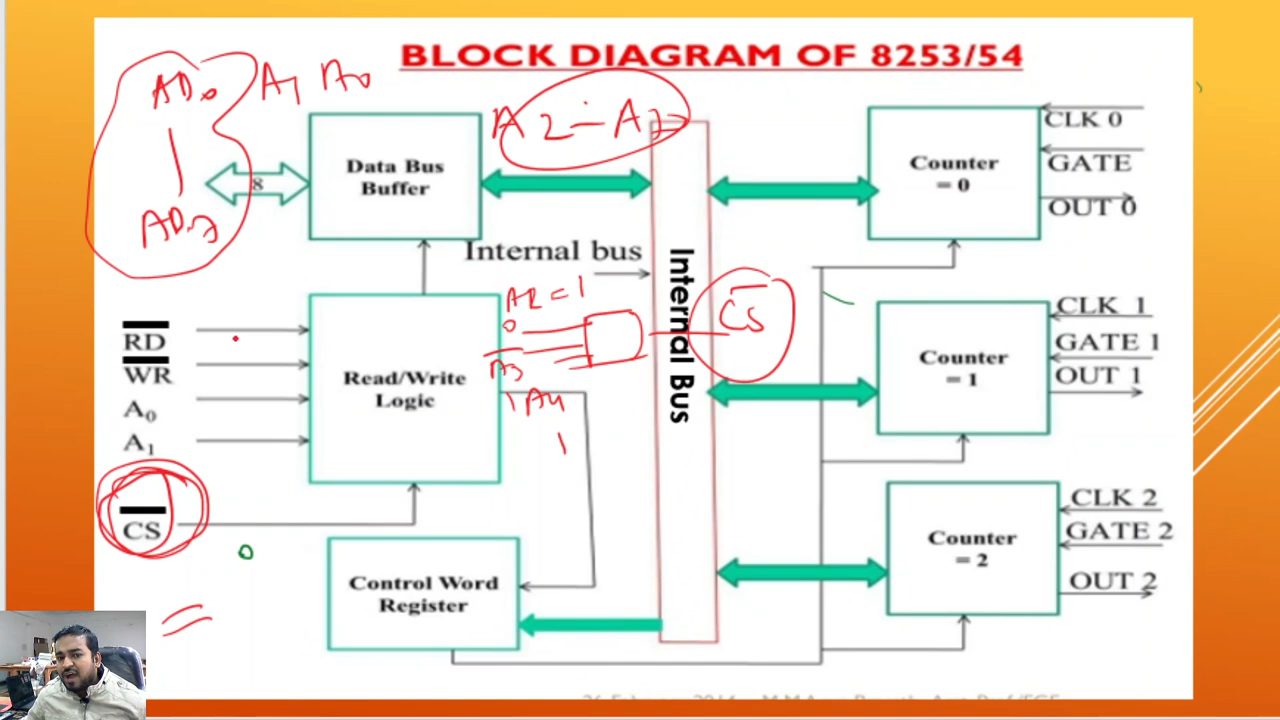 BLOCK DIAGRAM OF 8253/54
AD0
A1 A0
A2 - A7
AD7
8
Data Bus
Buffer
Counter
= 0
CLK 0
GATE
OUT 0
Internal bus
Internal Bus
A2 = 1
0
A3
1 A4
1
CS
RD
WR
A0
A1
CS
Read/Write
Logic
Counter
= 1
CLK 1
GATE 1
OUT 1
0
=
Control Word
Register
Counter
= 2
CLK 2
GATE 2
OUT 2